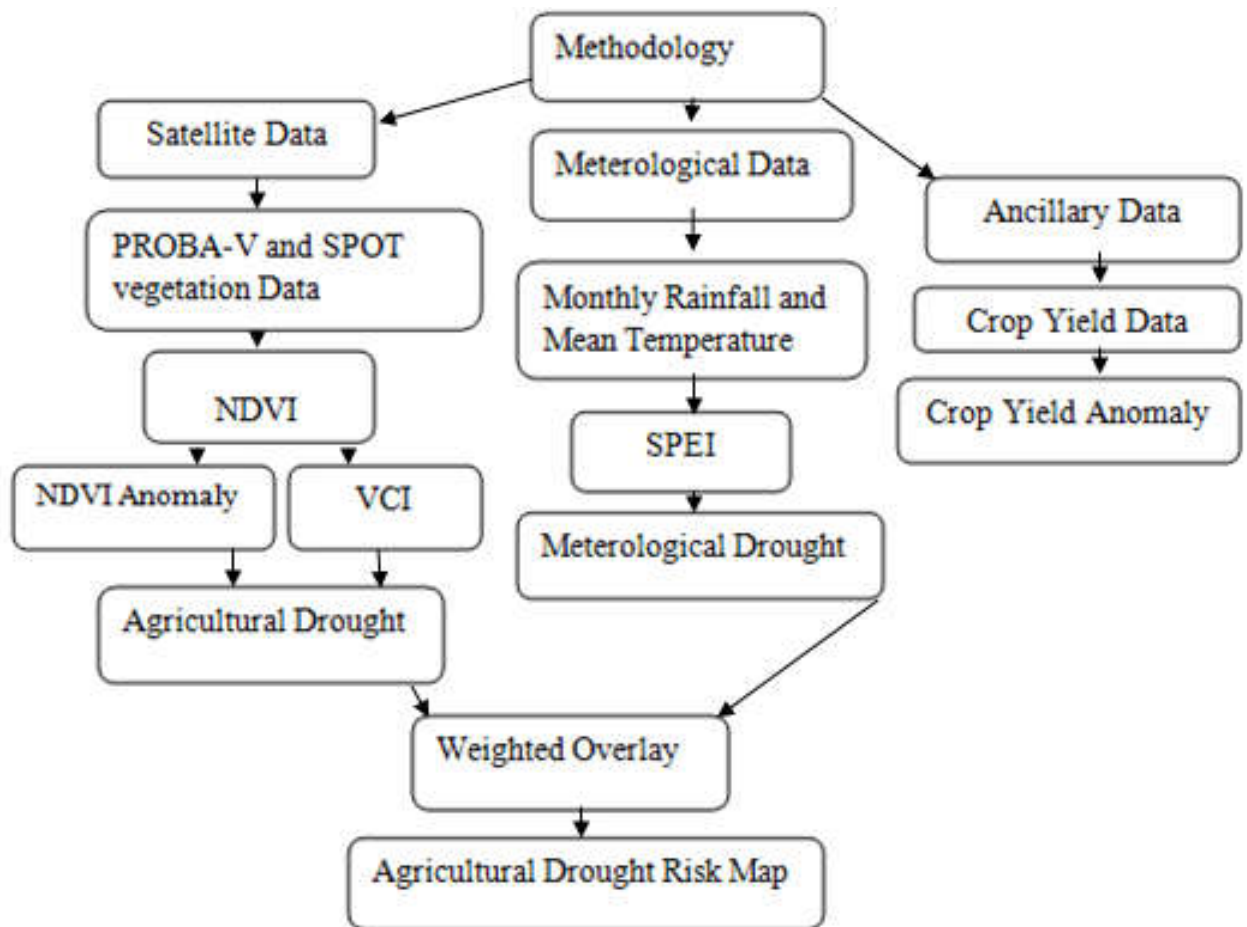 Methodology
Satellite Data
Meterological Data
Ancillary Data
PROBA-V and SPOT
vegetation Data
Monthly Rainfall and
Mean Temperature
Crop Yield Data
NDVI
Crop Yield Anomaly
SPEI
NDVI Anomaly
VCI
Meterological Drought
Agricultural Drought
Weighted Overlay
Agricultural Drought Risk Map